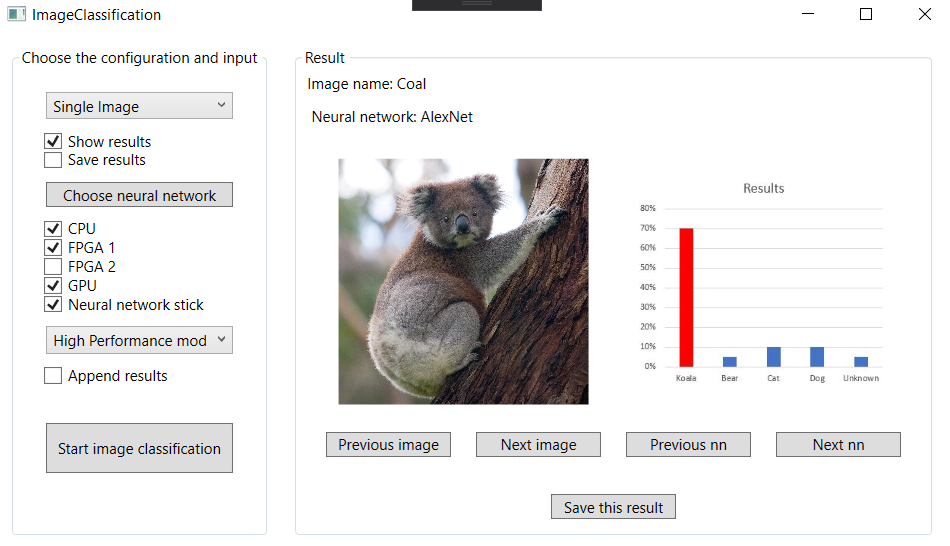 ImageClassification
Choose the configuration and input
Single Image
Show results
Save results
Choose neural network
CPU
FPGA 1
FPGA 2
GPU
Neural network stick
High Performance mod
Append results
Start image classification
Result
Image name: Coal
Neural network: AlexNet
Results
80%
70%
60%
50%
40%
30%
20%
10%
0%
Koala Bear Cat Dog Unknown
Previous image Next image Previous nn Next nn
Save this result